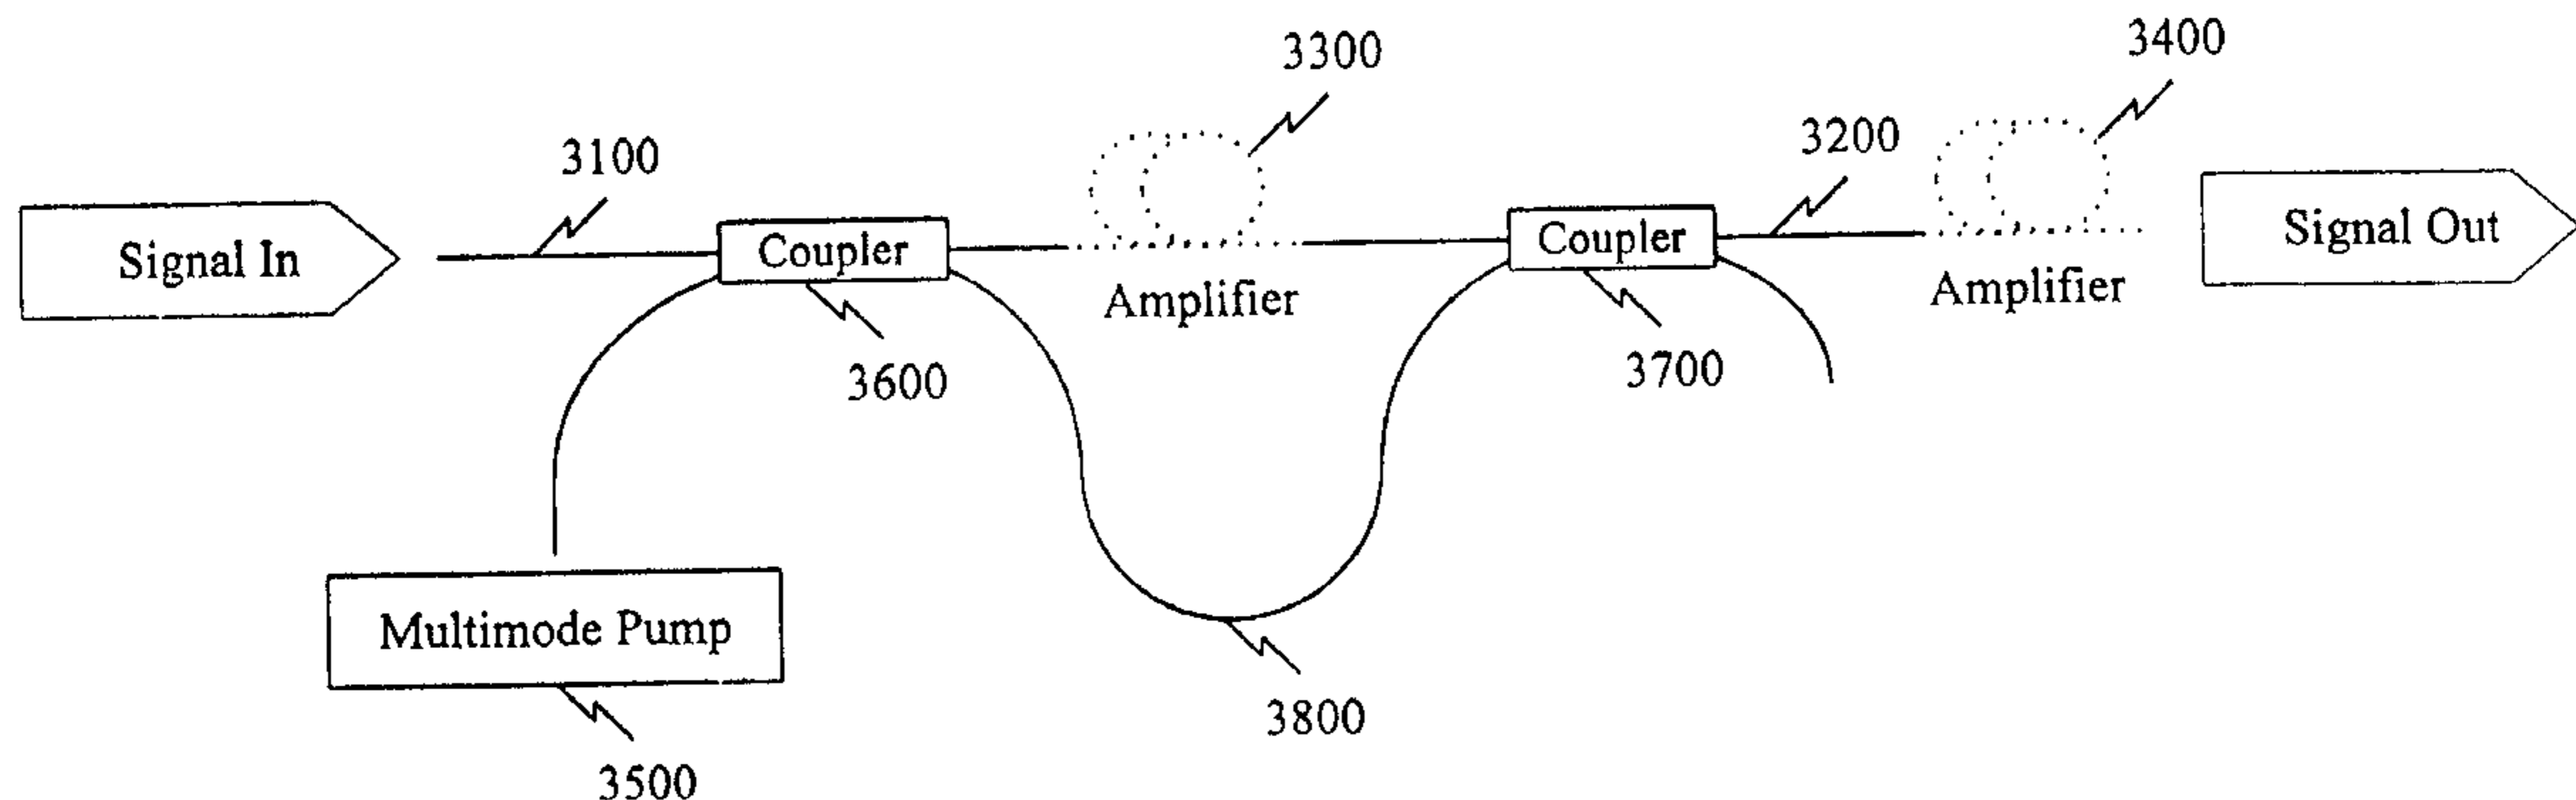 3400
3300
3200
3100
Signal In
Coupler
Amplifier
Coupler
Amplifier
Signal Out
3600
3700
Multimode Pump
3800
3500